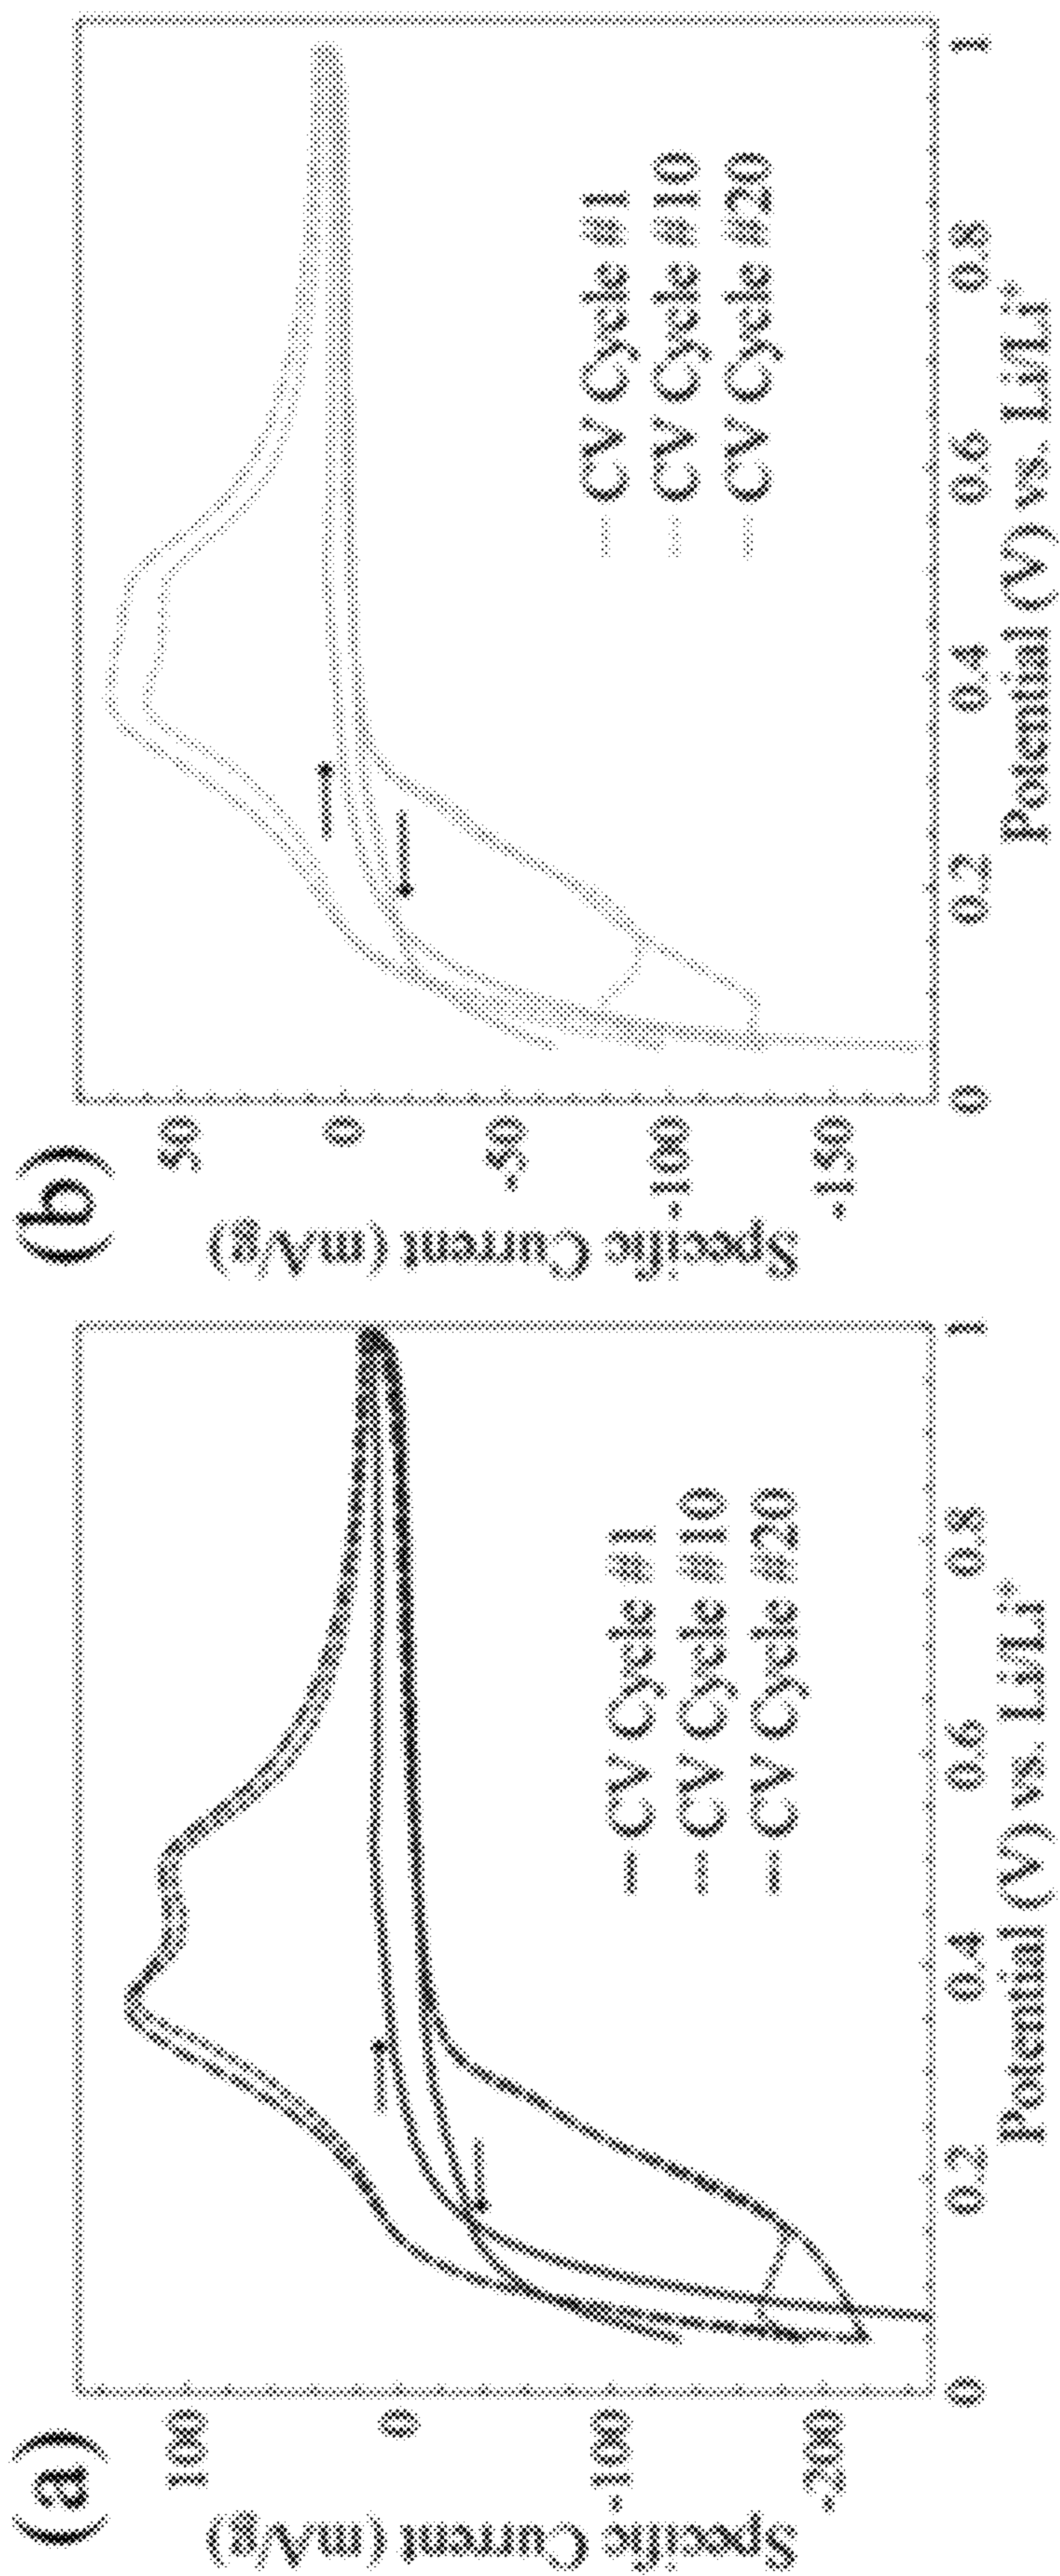 (a)
Specific Current (mA/g)
100
0
-100
-200
CV Cycle #1
CV Cycle #10
CV Cycle #20
0
0.2
0.4
0.6
0.8
1
Potential (V) vs. Li/Li⁺
(b)
Specific Current (mA/g)
50
0
-50
-100
-150
CV Cycle #1
CV Cycle #10
CV Cycle #20
0
0.2
0.4
0.6
0.8
1
Potential (V) vs. Li/Li⁺